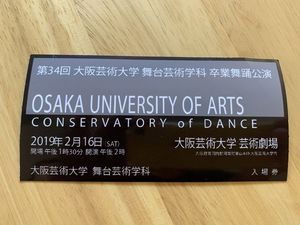 第34回 大阪芸術大学 舞台芸術学科 卒業舞踊公演
OSAKA UNIVERSITY OF ARTS
CONSERVATORY of DANCE
2019年2月16日(SAT)
大阪芸術大学 芸術劇場
開場 午後1時30分 開演 午後2時
大阪芸術大学 舞台芸術学科
入場券